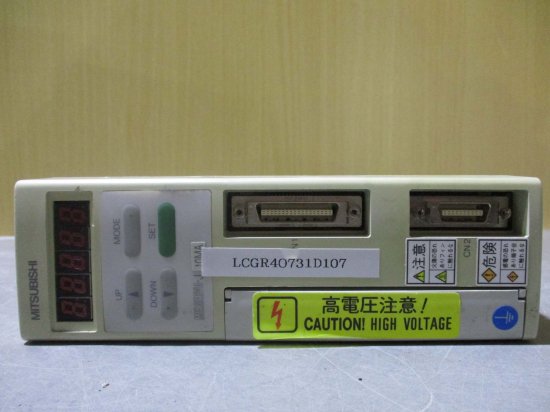 MITSUBISHI
MODE
SET
UP
DOWN
LCGR40731D107
CN2
注意
危険
高電圧注意！
CAUTION! HIGH VOLTAGE